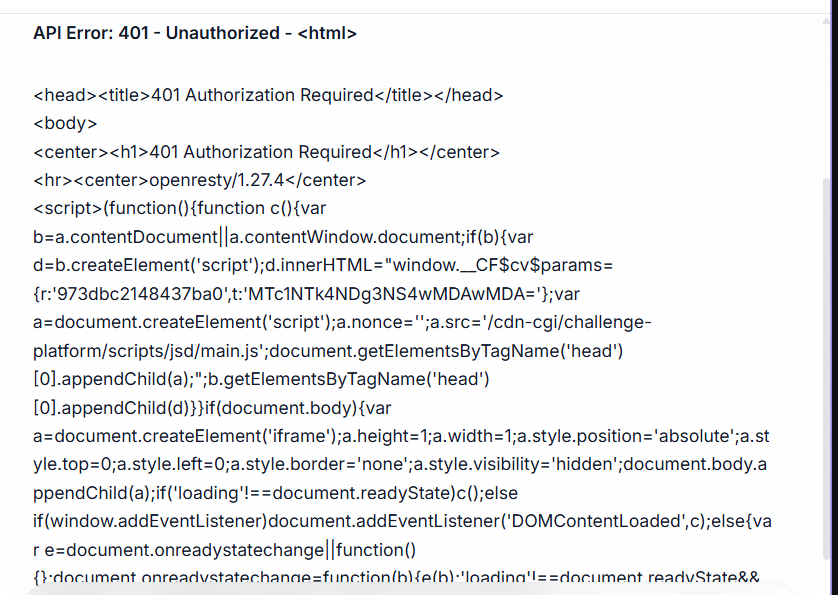 API Error: 401 - Unauthorized - <html>
<head><title>401 Authorization Required</title></head>
<body>
<center><h1>401 Authorization Required</h1></center>
<hr><center>openresty/1.27.4</center>
<script>(function(){function c(){var
b=a.contentDocument||a.contentWindow.document;if(b){var
d=b.createElement('script');d.innerHTML="window.__CF$cv$params=
{r:'973dbc2148437ba0',t:'MTc1NTk4NDg3NS4wMDAwMDA='};var
a=document.createElement('script');a.nonce='';a.src='/cdn-cgi/challenge-
platform/scripts/jsd/main.js';document.getElementsByTagName('head')
[0].appendChild(a);";b.getElementsByTagName('head')
[0].appendChild(d)}}if(document.body){var
a=document.createElement('iframe');a.height=1;a.width=1;a.style.position='absolute';a.st
yle.top=0;a.style.left=0;a.style.border='none';a.style.visibility='hidden';document.body.a
ppendChild(a);if('loading'!==document.readyState)c();else
if(window.addEventListener)document.addEventListener('DOMContentLoaded',c);else{va
r e=document.onreadystatechange||function()
{};document.onreadystatechange=function(b){e(b);'loading'!==document.readyState&&